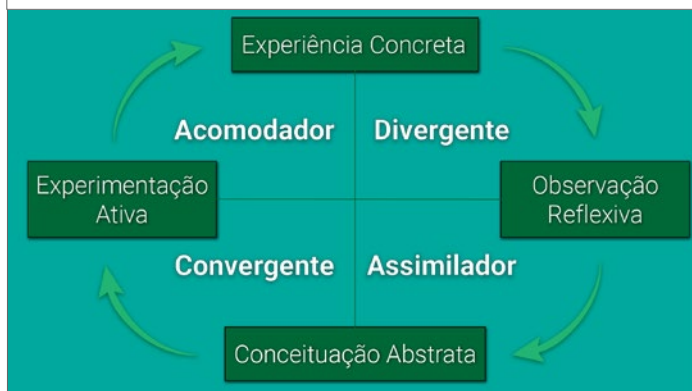 Experiência Concreta
Acomodador
Divergente
Experimentação
Ativa
Observação
Reflexiva
Convergente
Assimilador
Conceituação Abstrata